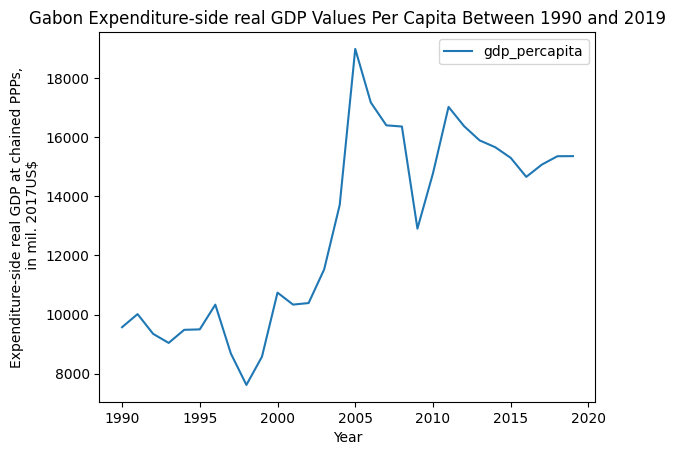 Gabon Expenditure-side real GDP Values Per Capita Between 1990 and 2019
gdp_percapita
Expenditure-side real GDP at chained PPPs,
in mil. 2017US$
18000
16000
14000
12000
10000
8000
1990
1995
2000
2005
2010
2015
2020
Year